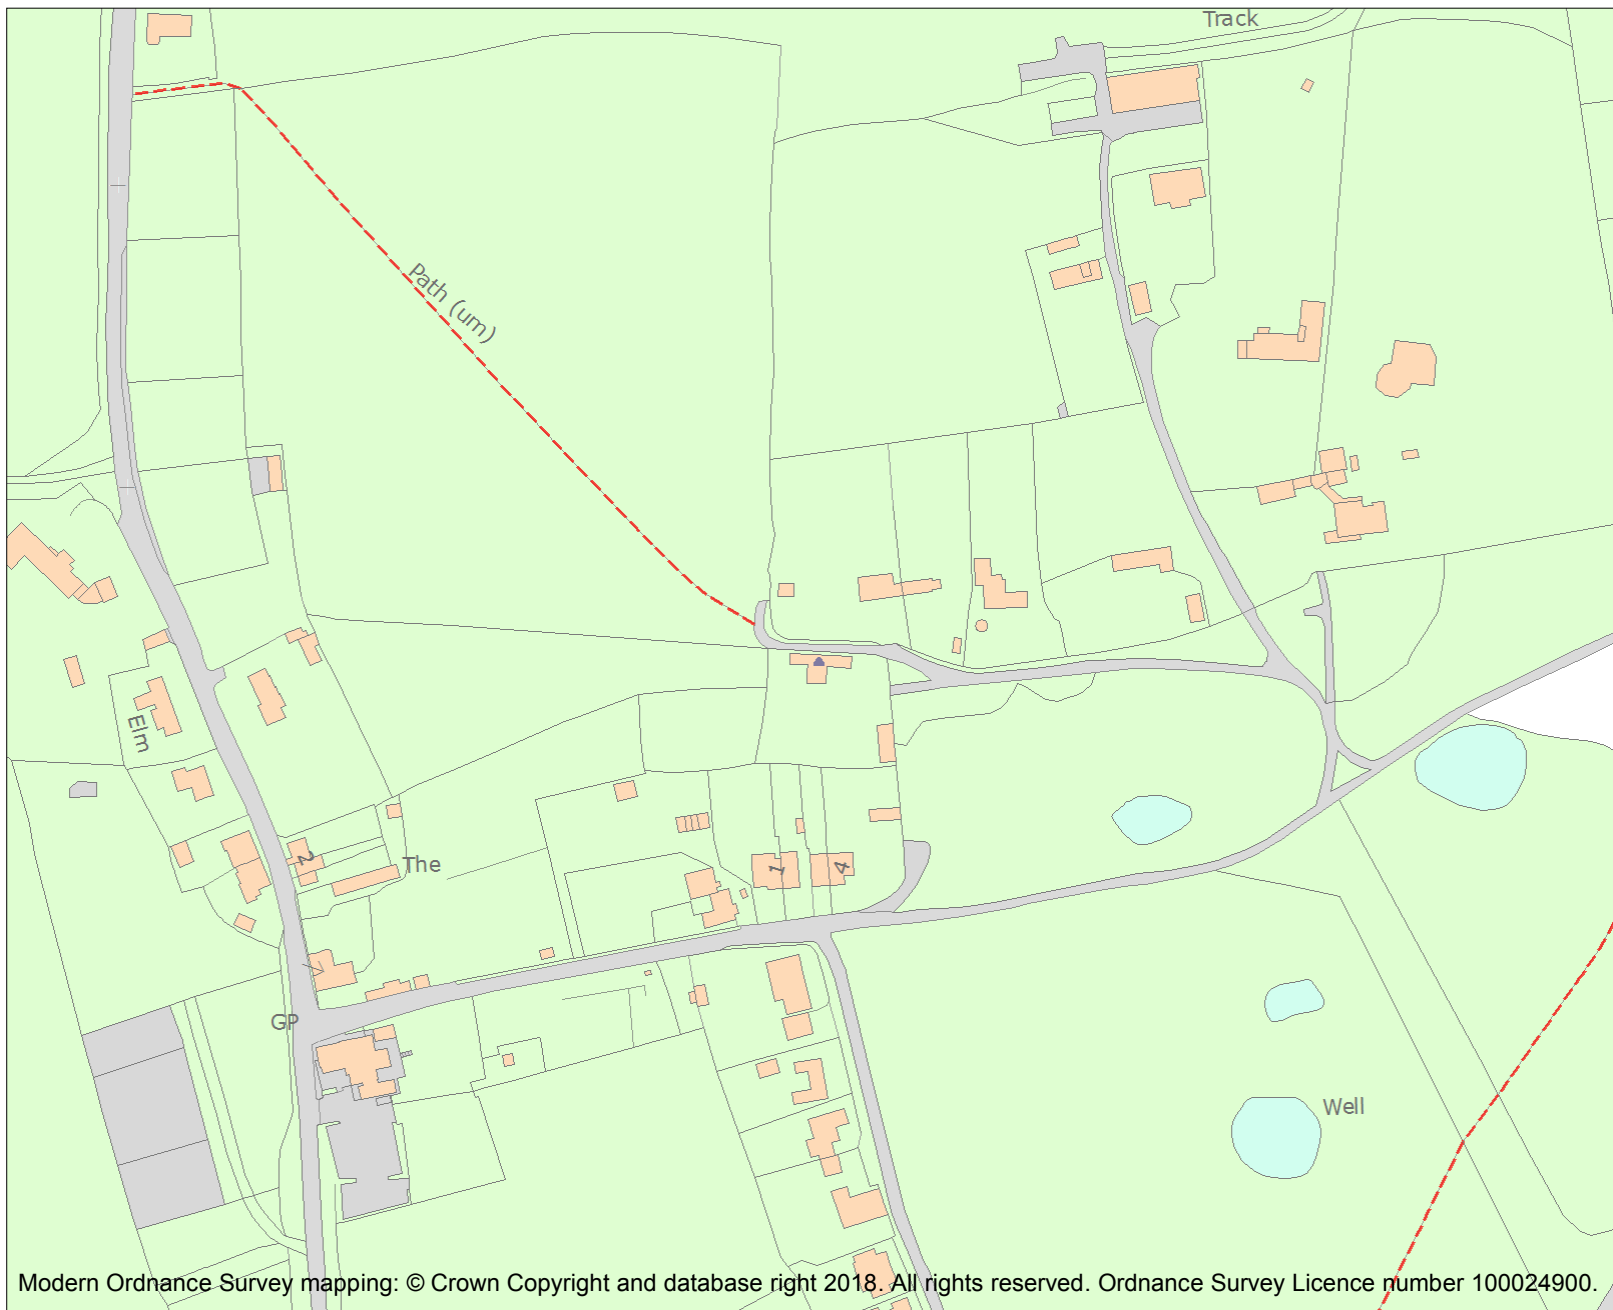 Track
Path (um)
Elm
2
The
1
4
GP
Well
Modern Ordnance Survey mapping: © Crown Copyright and database right 2018. All rights reserved. Ordnance Survey Licence number 100024900.